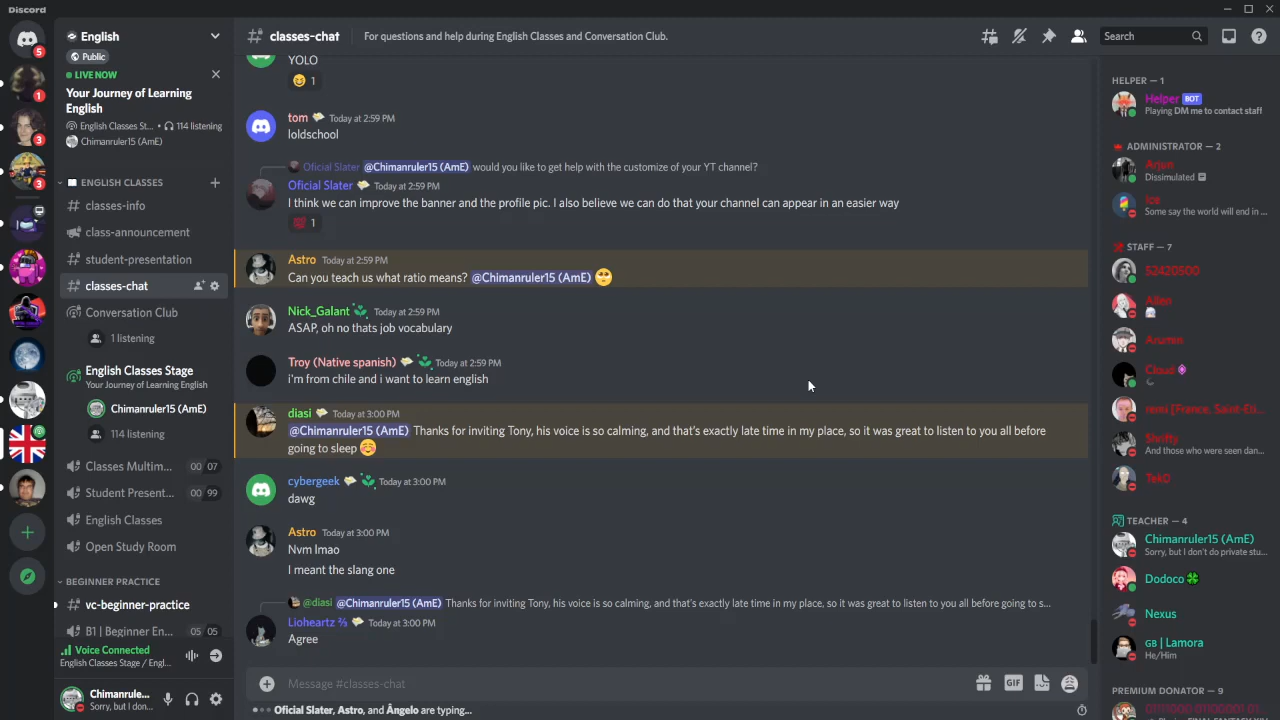 Discord
English
Public
LIVE NOW
Your Journey of Learning
English
English Classes St... • 114 listening
Chimanruler15 (AmE)
ENGLISH CLASSES
classes-info
class-announcement
student-presentation
classes-chat
Conversation Club
1 listening
English Classes Stage
Your Journey of Learning English
Chimanruler15 (AmE)
114 listening
Classes Multim... 00 07
Student Present... 00 99
English Classes
Open Study Room
BEGINNER PRACTICE
vc-beginner-practice
B1 | Beginner En... 05 05
Voice Connected
English Classes Stage / Engl...
Chimanrule...
Sorry, but I don...
5
1
3
3
classes-chat
For questions and help during English Classes and Conversation Club.
Search
YOLO
1
tom Today at 2:59 PM
loldschool
Oficial Slater @Chimanruler15 (AmE) would you like to get help with the customize of your YT channel?
Oficial Slater Today at 2:59 PM
I think we can improve the banner and the profile pic. I also believe we can do that your channel can appear in an easier way
1
Astro Today at 2:59 PM
Can you teach us what ratio means? @Chimanruler15 (AmE)
Nick_Galant Today at 2:59 PM
ASAP, oh no thats job vocabulary
Troy (Native spanish) Today at 2:59 PM
i'm from chile and i want to learn english
diasi Today at 3:00 PM
@Chimanruler15 (AmE) Thanks for inviting Tony, his voice is so calming, and that's exactly late time in my place, so it was great to listen to you all before
going to sleep
cybergeek Today at 3:00 PM
dawg
Astro Today at 3:00 PM
Nvm lmao
I meant the slang one
@diasi @Chimanruler15 (AmE) Thanks for inviting Tony, his voice is so calming, and that's exactly late time in my place, so it was great to listen to you all before going to s...
Lioheartz ⅔ Today at 3:00 PM
Agree
Message #classes-chat
GIF
Oficial Slater, Astro, and Ângelo are typing...
HELPER — 1
Helper BOT
Playing DM me to contact staff
ADMINISTRATOR — 2
Arjun
Dissimulated
Ice
Some say the world will end in ...
STAFF — 7
52420500
Allen
Arumin
Cloud
[France, Saint-Eti...
Shrifty
And those who were seen dan...
TekD
TEACHER — 4
Chimanruler15 (AmE)
Sorry, but I don't do private stu...
Dodoco
Nexus
GB | Lamora
He/Him
PREMIUM DONATOR — 9